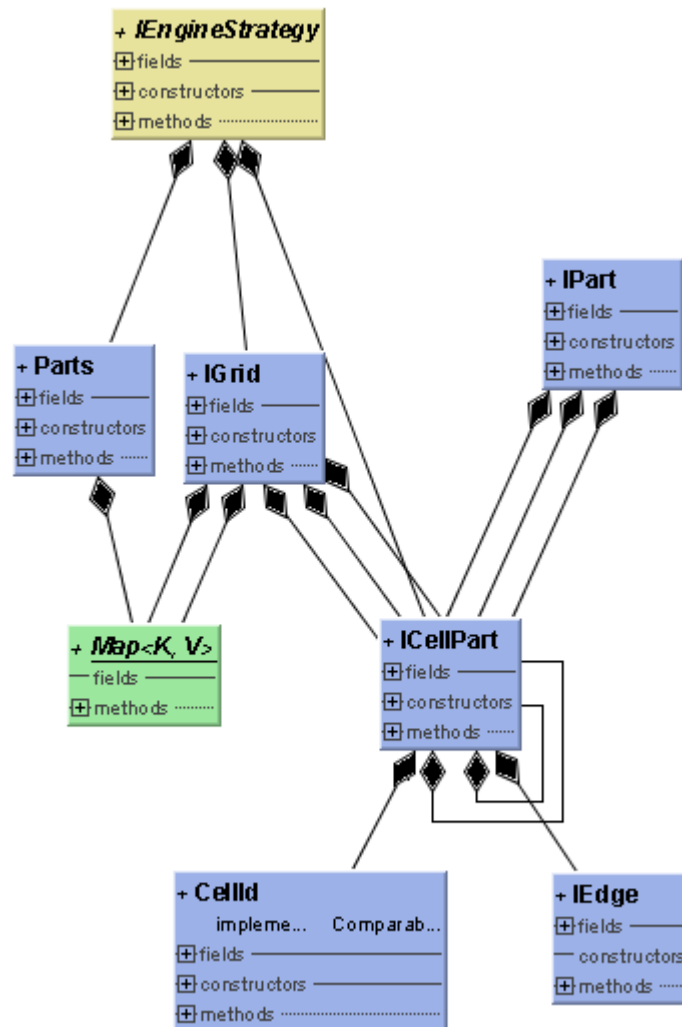 + IEngineStrategy
fields
constructors
methods
+ IPart
fields
constructors
methods
+ Parts
fields
constructors
methods
+ IGrid
fields
constructors
methods
+ Map<K, V>
fields
methods
+ ICellPart
fields
constructors
methods
+ CellId
impleme... Comparab...
fields
constructors
methods
+ IEdge
fields
constructors
methods